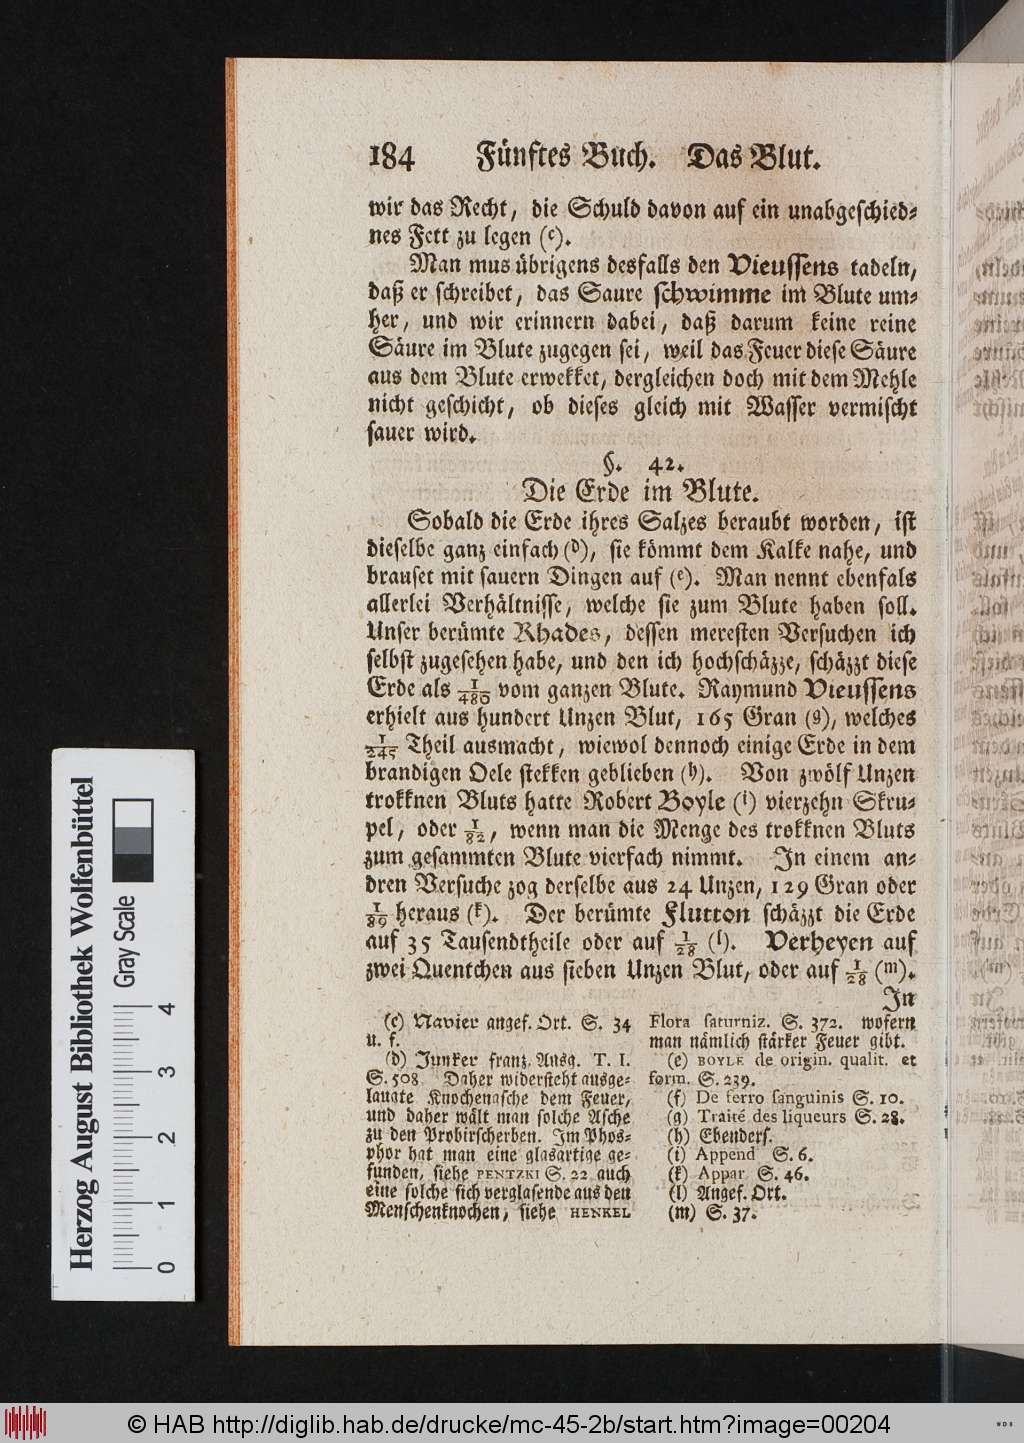 184 Fünftes Buch. Das Blut.
wir das Recht, die Schuld davon auf ein unabgeschied-
nes Fett zu legen (c).
Man mus übrigens desfalls den Vieussens tadeln,
daß er schreibet, das Saure schwimme im Blute um-
her, und wir erinnern dabei, daß darum keine reine
Säure im Blute zugegen sei, weil das Feuer diese Säure
aus dem Blute erwekket, dergleichen doch mit dem Mehle
nicht geschicht, ob dieses gleich mit Wasser vermischt
sauer wird.
§. 42.
Die Erde im Blute.
Sobald die Erde ihres Salzes beraubt worden, ist
dieselbe ganz einfach (d), sie kömmt dem Kalke nahe, und
brauset mit sauern Dingen auf (e). Man nennt ebenfals
allerlei Verhältnisse, welche sie zum Blute haben soll.
Unser berümte Rhades, dessen meresten Versuchen ich
selbst zugesehen habe, und den ich hochschäzze, schäzzt diese
Erde als 1/480 vom ganzen Blute. Raymund Vieussens
erhielt aus hundert Unzen Blut, 165 Gran (g), welches
1/245 Theil ausmacht, wiewol dennoch einige Erde in dem
brandigen Oele stekken geblieben (h). Von zwölf Unzen
trokknen Bluts hatte Robert Boyle (i) vierzehn Skru-
pel, oder 1/82, wenn man die Menge des trokknen Bluts
zum gesammten Blute vierfach nimmt. In einem an-
dren Versuche zog derselbe aus 24 Unzen, 129 Gran oder
1/89 heraus (k). Der berümte Flutton schäzzt die Erde
auf 35 Tausendtheile oder auf 1/28 (l). Verheyen auf
zwei Quentchen aus sieben Unzen Blut, oder auf 1/28 (m).
In
(c) Navier angef. Ort. S. 34
u. f.
(d) Junker franz. Ausg. T. I.
S. 508. Daher widersteht ausge-
laugte Knochenasche dem Feuer,
und daher wält man solche Asche
zu den Probirscherben. Im Phos-
phor hat man eine glasartige ge-
funden, siehe PENTZKI S. 22 auch
eine solche sich verglasende aus den
Menschenknochen, siehe HENKEL
Flora saturniz. S. 372. wofern
man nämlich stärker Feuer gibt.
(e) BOYLE de origin. qualit. et
form. S. 239.
(f) De ferro sanguinis S. 10.
(g) Traité des liqueurs S. 28.
(h) Ebenders.
(i) Append S. 6.
(k) Appar. S. 46.
(l) Angef. Ort.
(m) S. 37.
Herzog August Bibliothek Wolfenbüttel
Gray Scale
0 1 2 3 4
© HAB http://diglib.hab.de/drucke/mc-45-2b/start.htm?image=00204